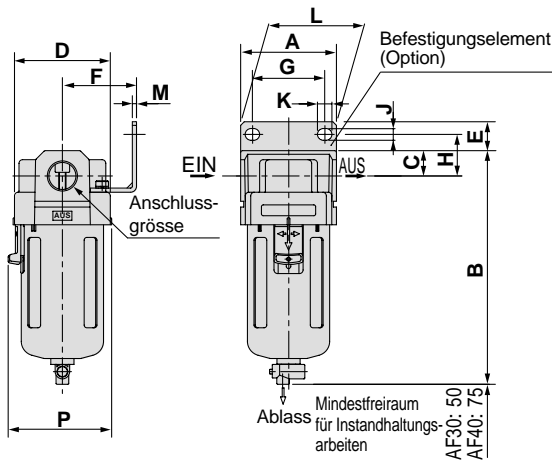 L
A
D
F
G
M
K
J
Befestigungselement
(Option)
E
H
C
EIN
AUS
Anschluss-
grösse
AUS
B
P
Ablass
Mindestfreiraum
für Instandhaltungs-
arbeiten
AF30: 50
AF40: 75